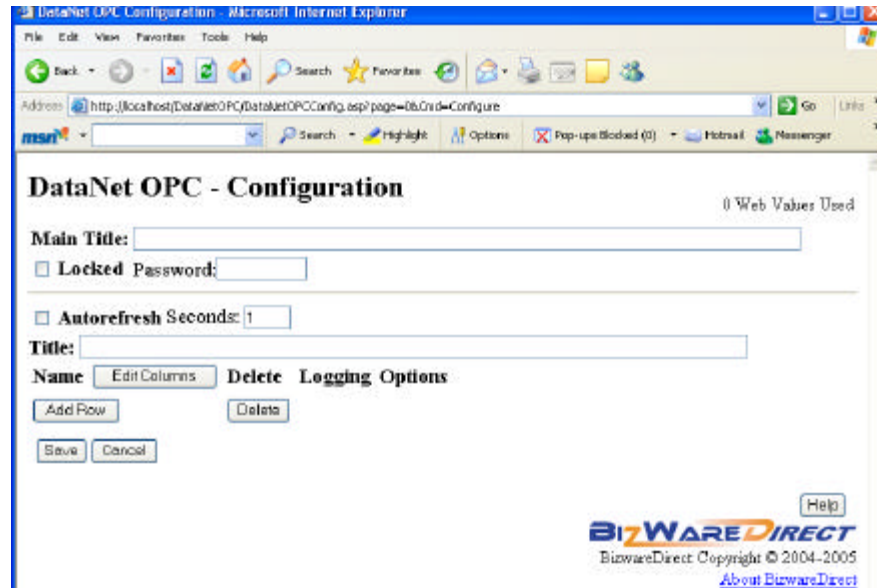 DataNet OPC Configuration - Microsoft Internet Explorer
File Edit View Favorites Tools Help
Back Search Favorites
Address http://localhost/DataNetOPC/DataNetOPCConfig.asp?page=0&Cmd=Configure Go Links
msn Search Highlight Options Pop-ups Blocked (0) Hotmail Messenger
DataNet OPC - Configuration
0 Web Values Used
Main Title:
Locked Password:
Autorefresh Seconds: 1
Title:
Name Edit Columns Delete Logging Options
Add Row Delete
Save Cancel
Help
BIZWAREDIRECT
BizwareDirect Copyright © 2004-2005
About BizwareDirect